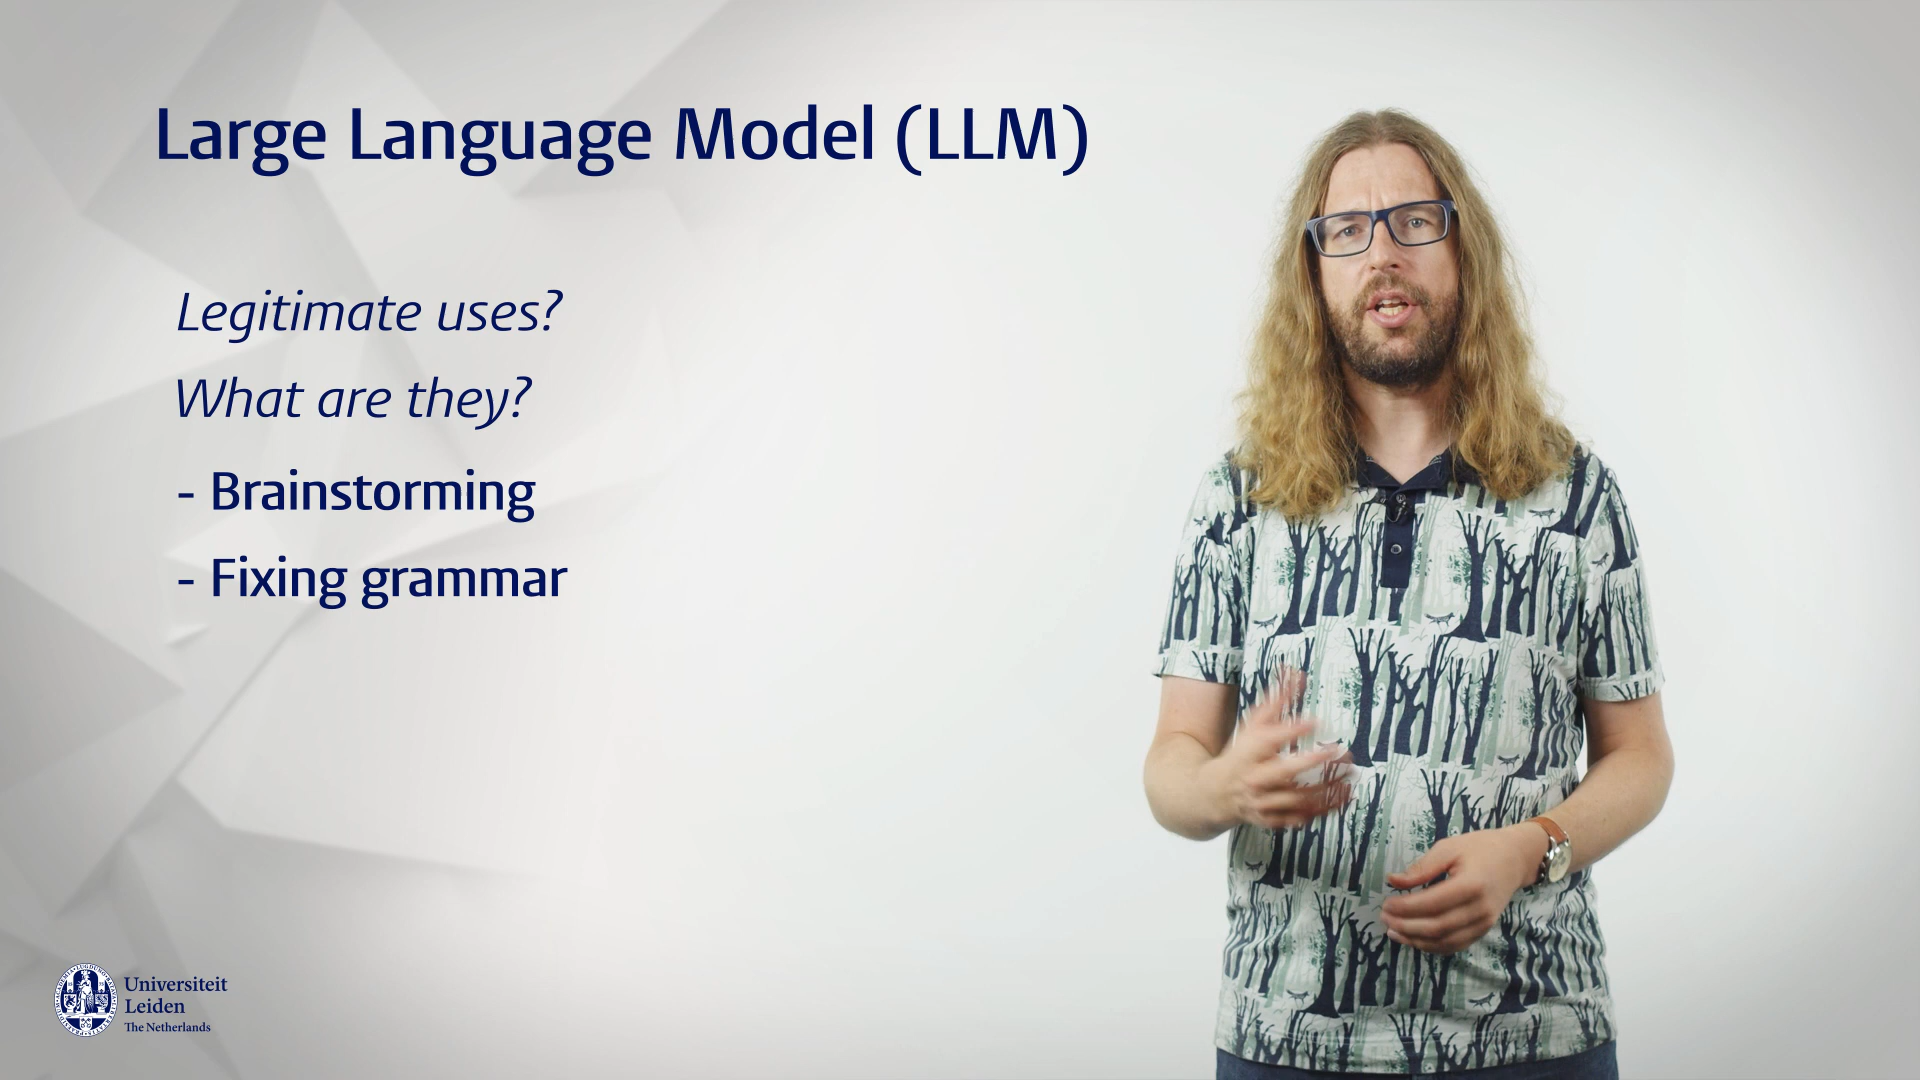 Large Language Model (LLM)
Legitimate uses?
What are they?
- Brainstorming
- Fixing grammar
Universiteit
Leiden
The Netherlands